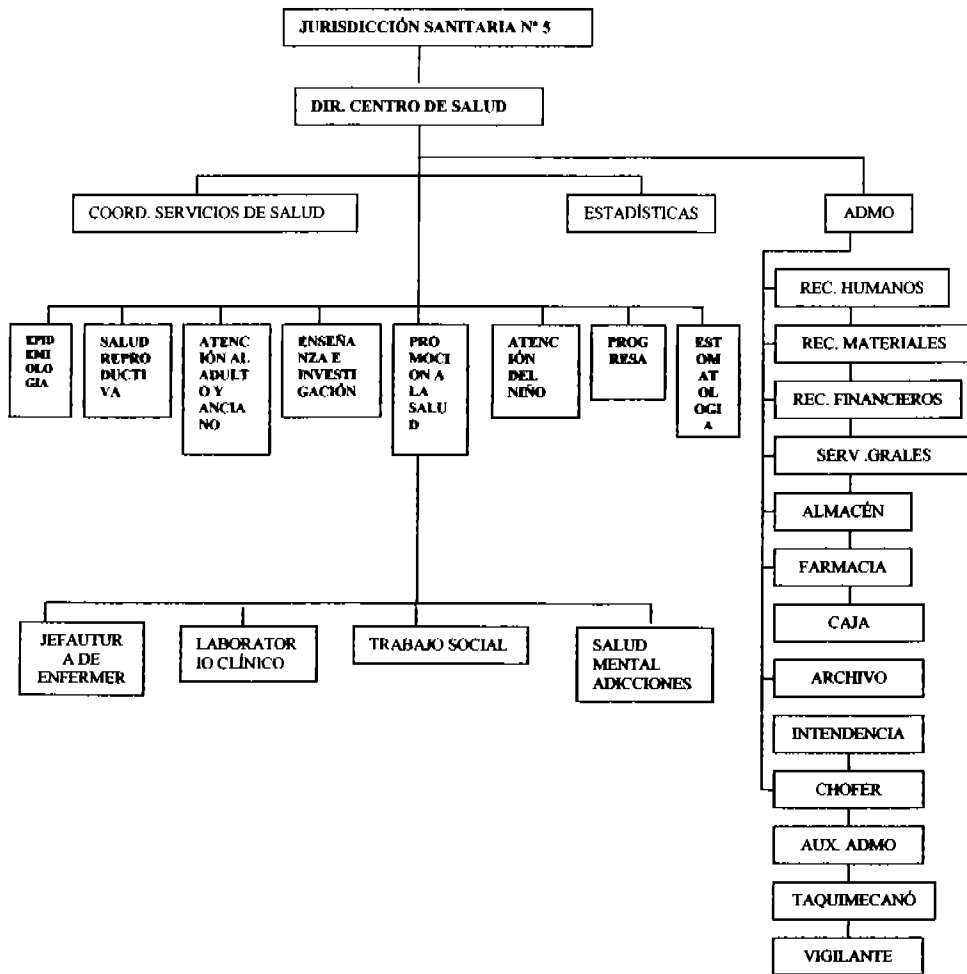 JURISDICCIÓN SANITARIA Nº 5
DIR. CENTRO DE SALUD
COORD. SERVICIOS DE SALUD
ESTADÍSTICAS
ADMO
EPID
EMI
OLO
GIA
SALUD
REPRO
DUCTI
VA
ATENC
IÓN AL
ADULT
O Y
ANCIA
NO
ENSEÑA
NZA E
INVESTI
GACIÓN
PRO
MOCI
ON A
LA
SALU
D
ATEN
CIÓN
DEL
NIÑO
PROG
RESA
EST
OM
AT
OL
OGI
A
REC. HUMANOS
REC. MATERIALES
REC. FINANCIEROS
SERV .GRALES
ALMACÉN
FARMACIA
CAJA
ARCHIVO
INTENDENCIA
CHOFER
AUX. ADMO
TAQUIMECANÓ
VIGILANTE
JEFAUTUR
A DE
ENFERMER
LABORATOR
IO CLÍNICO
TRABAJO SOCIAL
SALUD
MENTAL
ADICCIONES